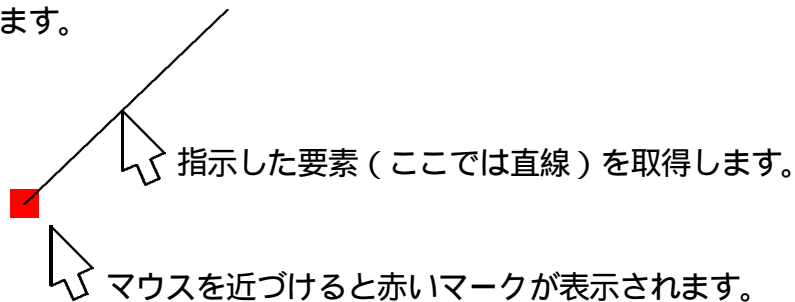 ます。
指示した要素（ここでは直線）を取得します。
マウスを近づけると赤いマークが表示されます。